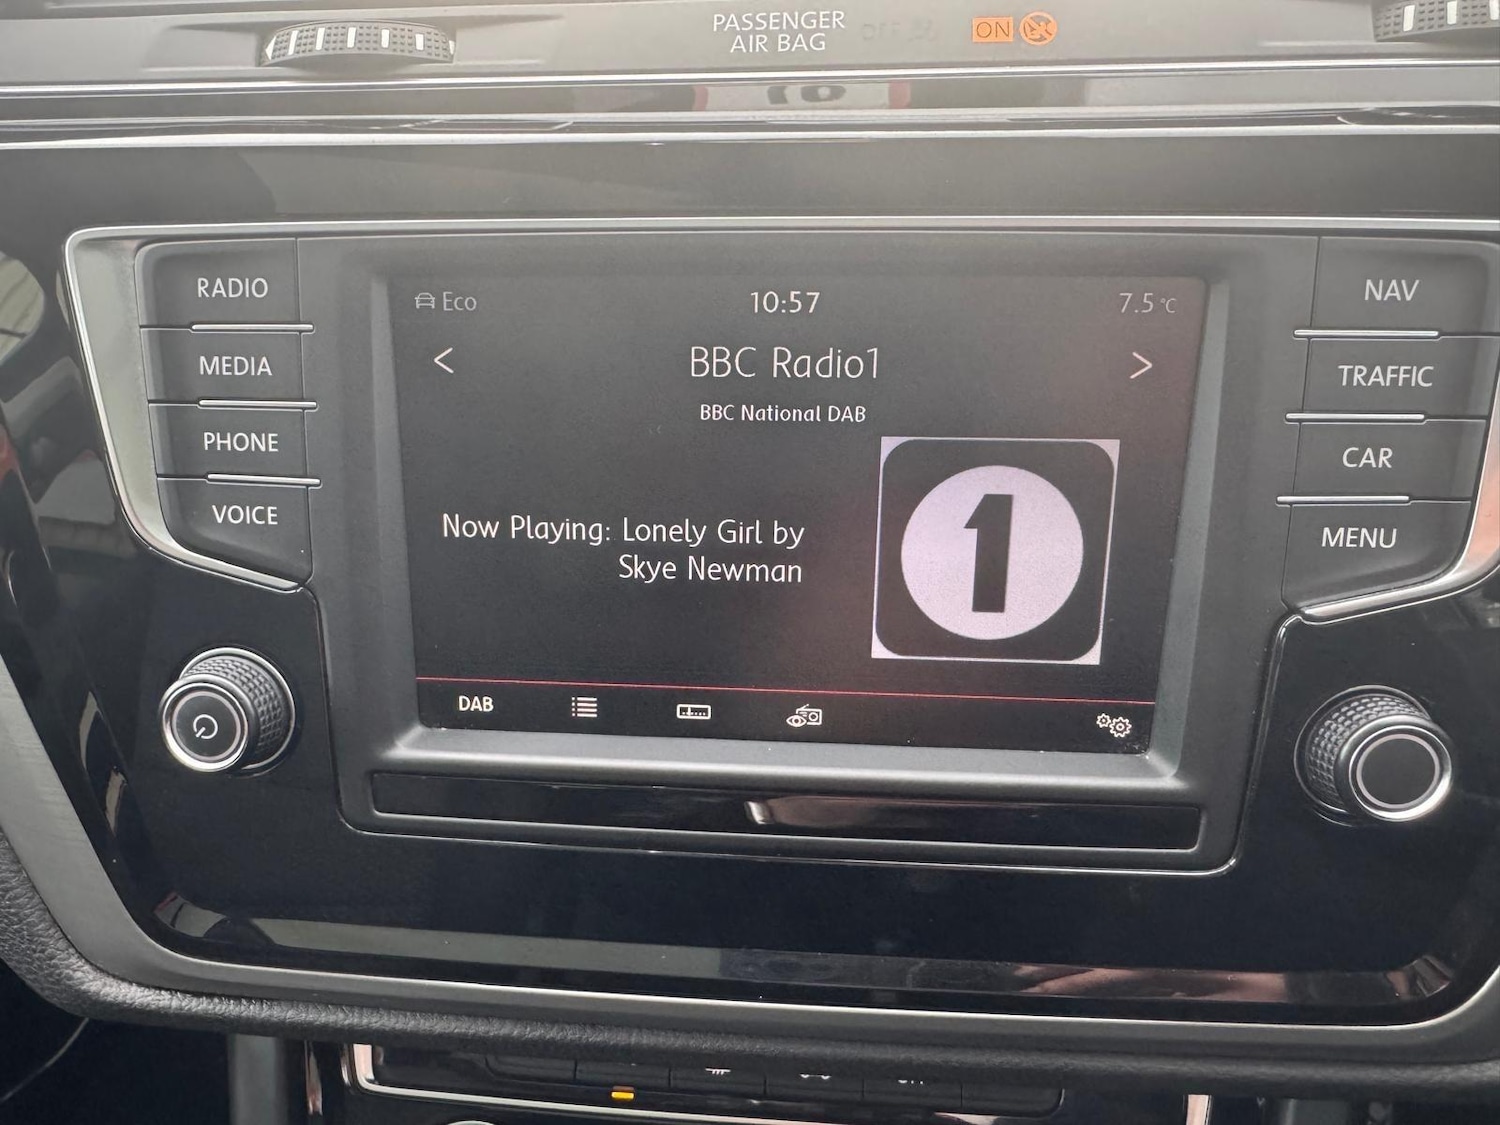 PASSENGER
AIR BAG
ON
RADIO
MEDIA
PHONE
VOICE
Eco
10:57
7.5 °C
< BBC Radio1 >
BBC National DAB
Now Playing: Lonely Girl by
Skye Newman
1
DAB
NAV
TRAFFIC
CAR
MENU